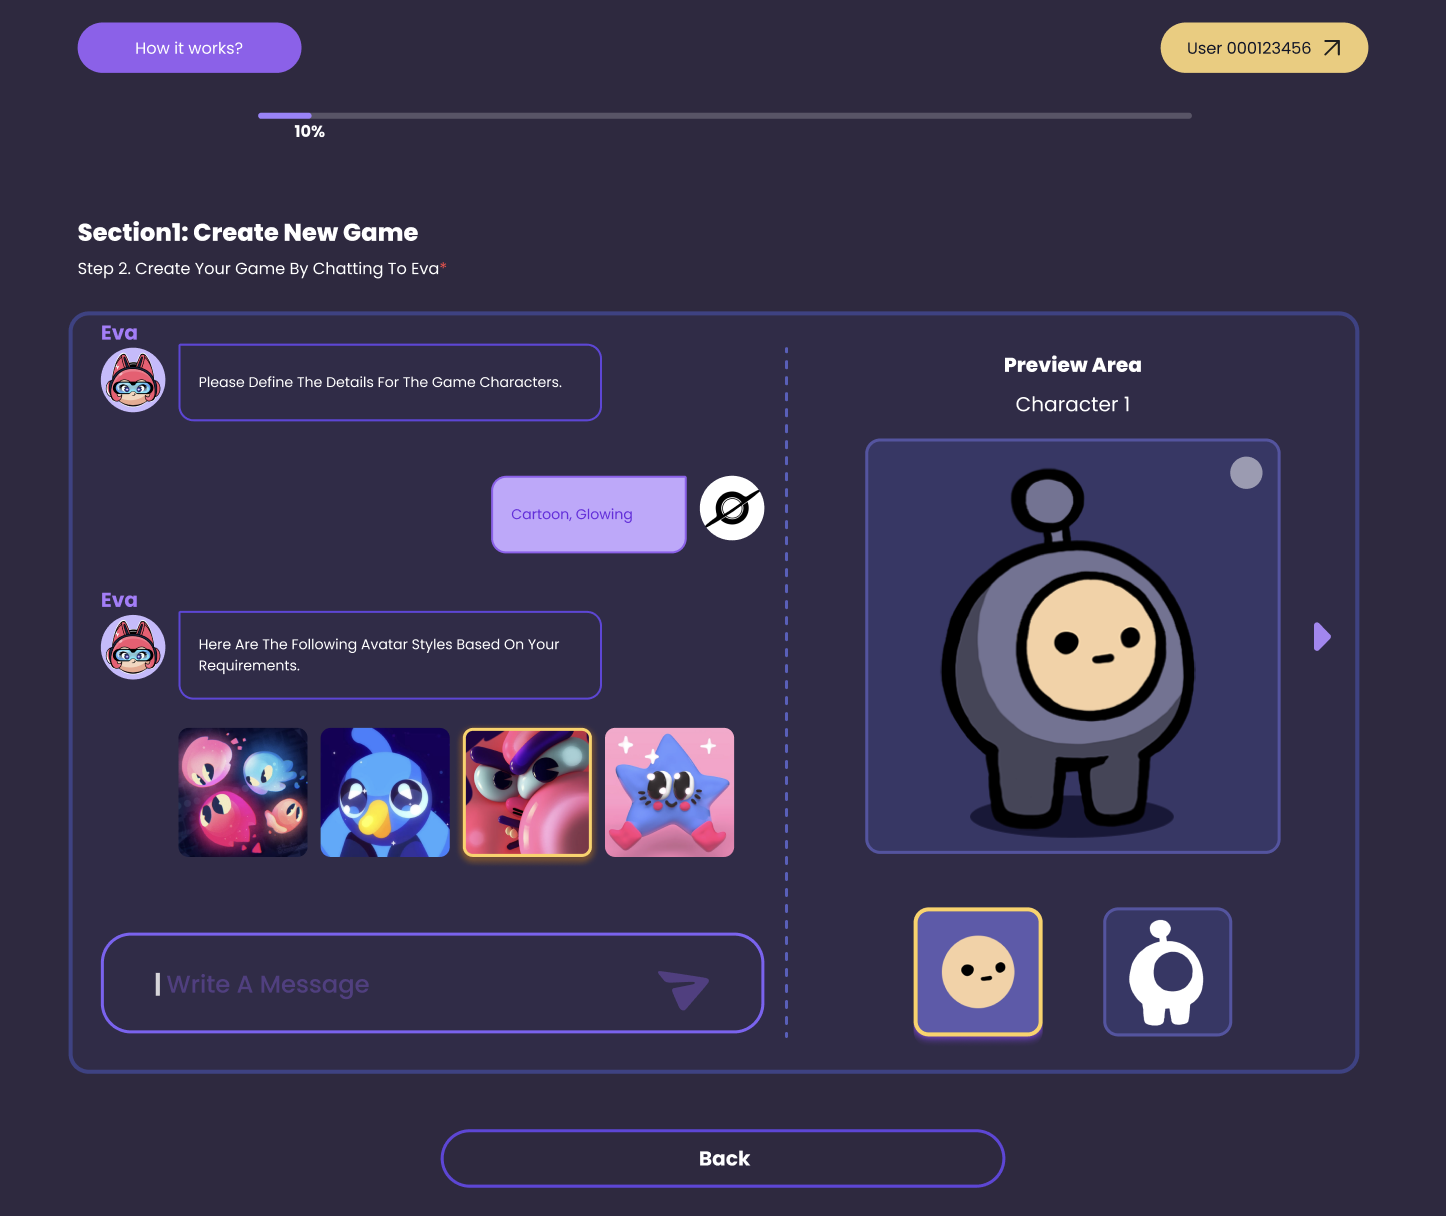 How it works?
User 000123456
10%
Section1: Create New Game
Step 2. Create Your Game By Chatting To Eva*
Eva
Please Define The Details For The Game Characters.
Cartoon, Glowing
Eva
Here Are The Following Avatar Styles Based On Your
Requirements.
Write A Message
Preview Area
Character 1
Back